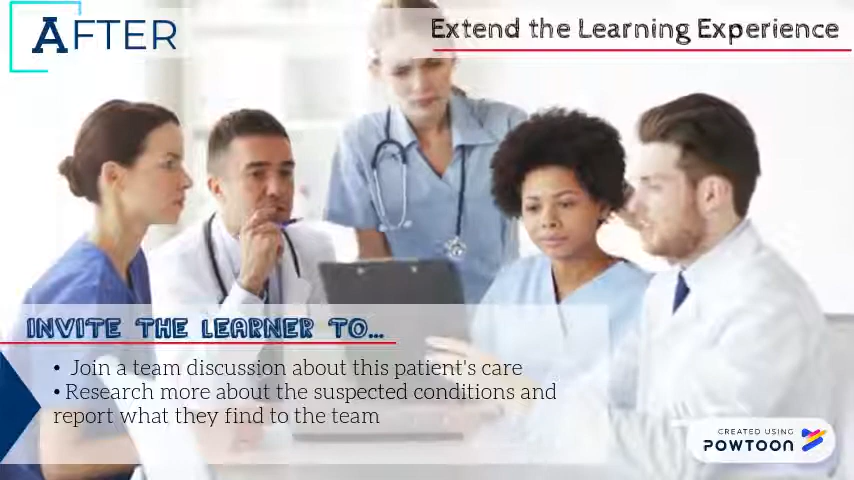 AFTER
Extend the Learning Experience
INVITE THE LEARNER TO...
• Join a team discussion about this patient's care
• Research more about the suspected conditions and
report what they find to the team
CREATED USING
POWTOON